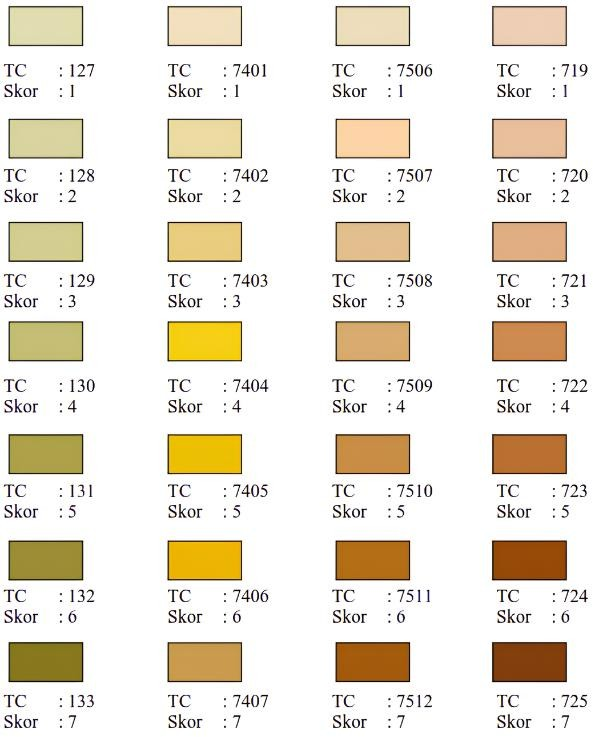 TC : 127 TC : 7401 TC : 7506 TC : 719
Skor : 1 Skor : 1 Skor : 1 Skor : 1
TC : 128 TC : 7402 TC : 7507 TC : 720
Skor : 2 Skor : 2 Skor : 2 Skor : 2
TC : 129 TC : 7403 TC : 7508 TC : 721
Skor : 3 Skor : 3 Skor : 3 Skor : 3
TC : 130 TC : 7404 TC : 7509 TC : 722
Skor : 4 Skor : 4 Skor : 4 Skor : 4
TC : 131 TC : 7405 TC : 7510 TC : 723
Skor : 5 Skor : 5 Skor : 5 Skor : 5
TC : 132 TC : 7406 TC : 7511 TC : 724
Skor : 6 Skor : 6 Skor : 6 Skor : 6
TC : 133 TC : 7407 TC : 7512 TC : 725
Skor : 7 Skor : 7 Skor : 7 Skor : 7